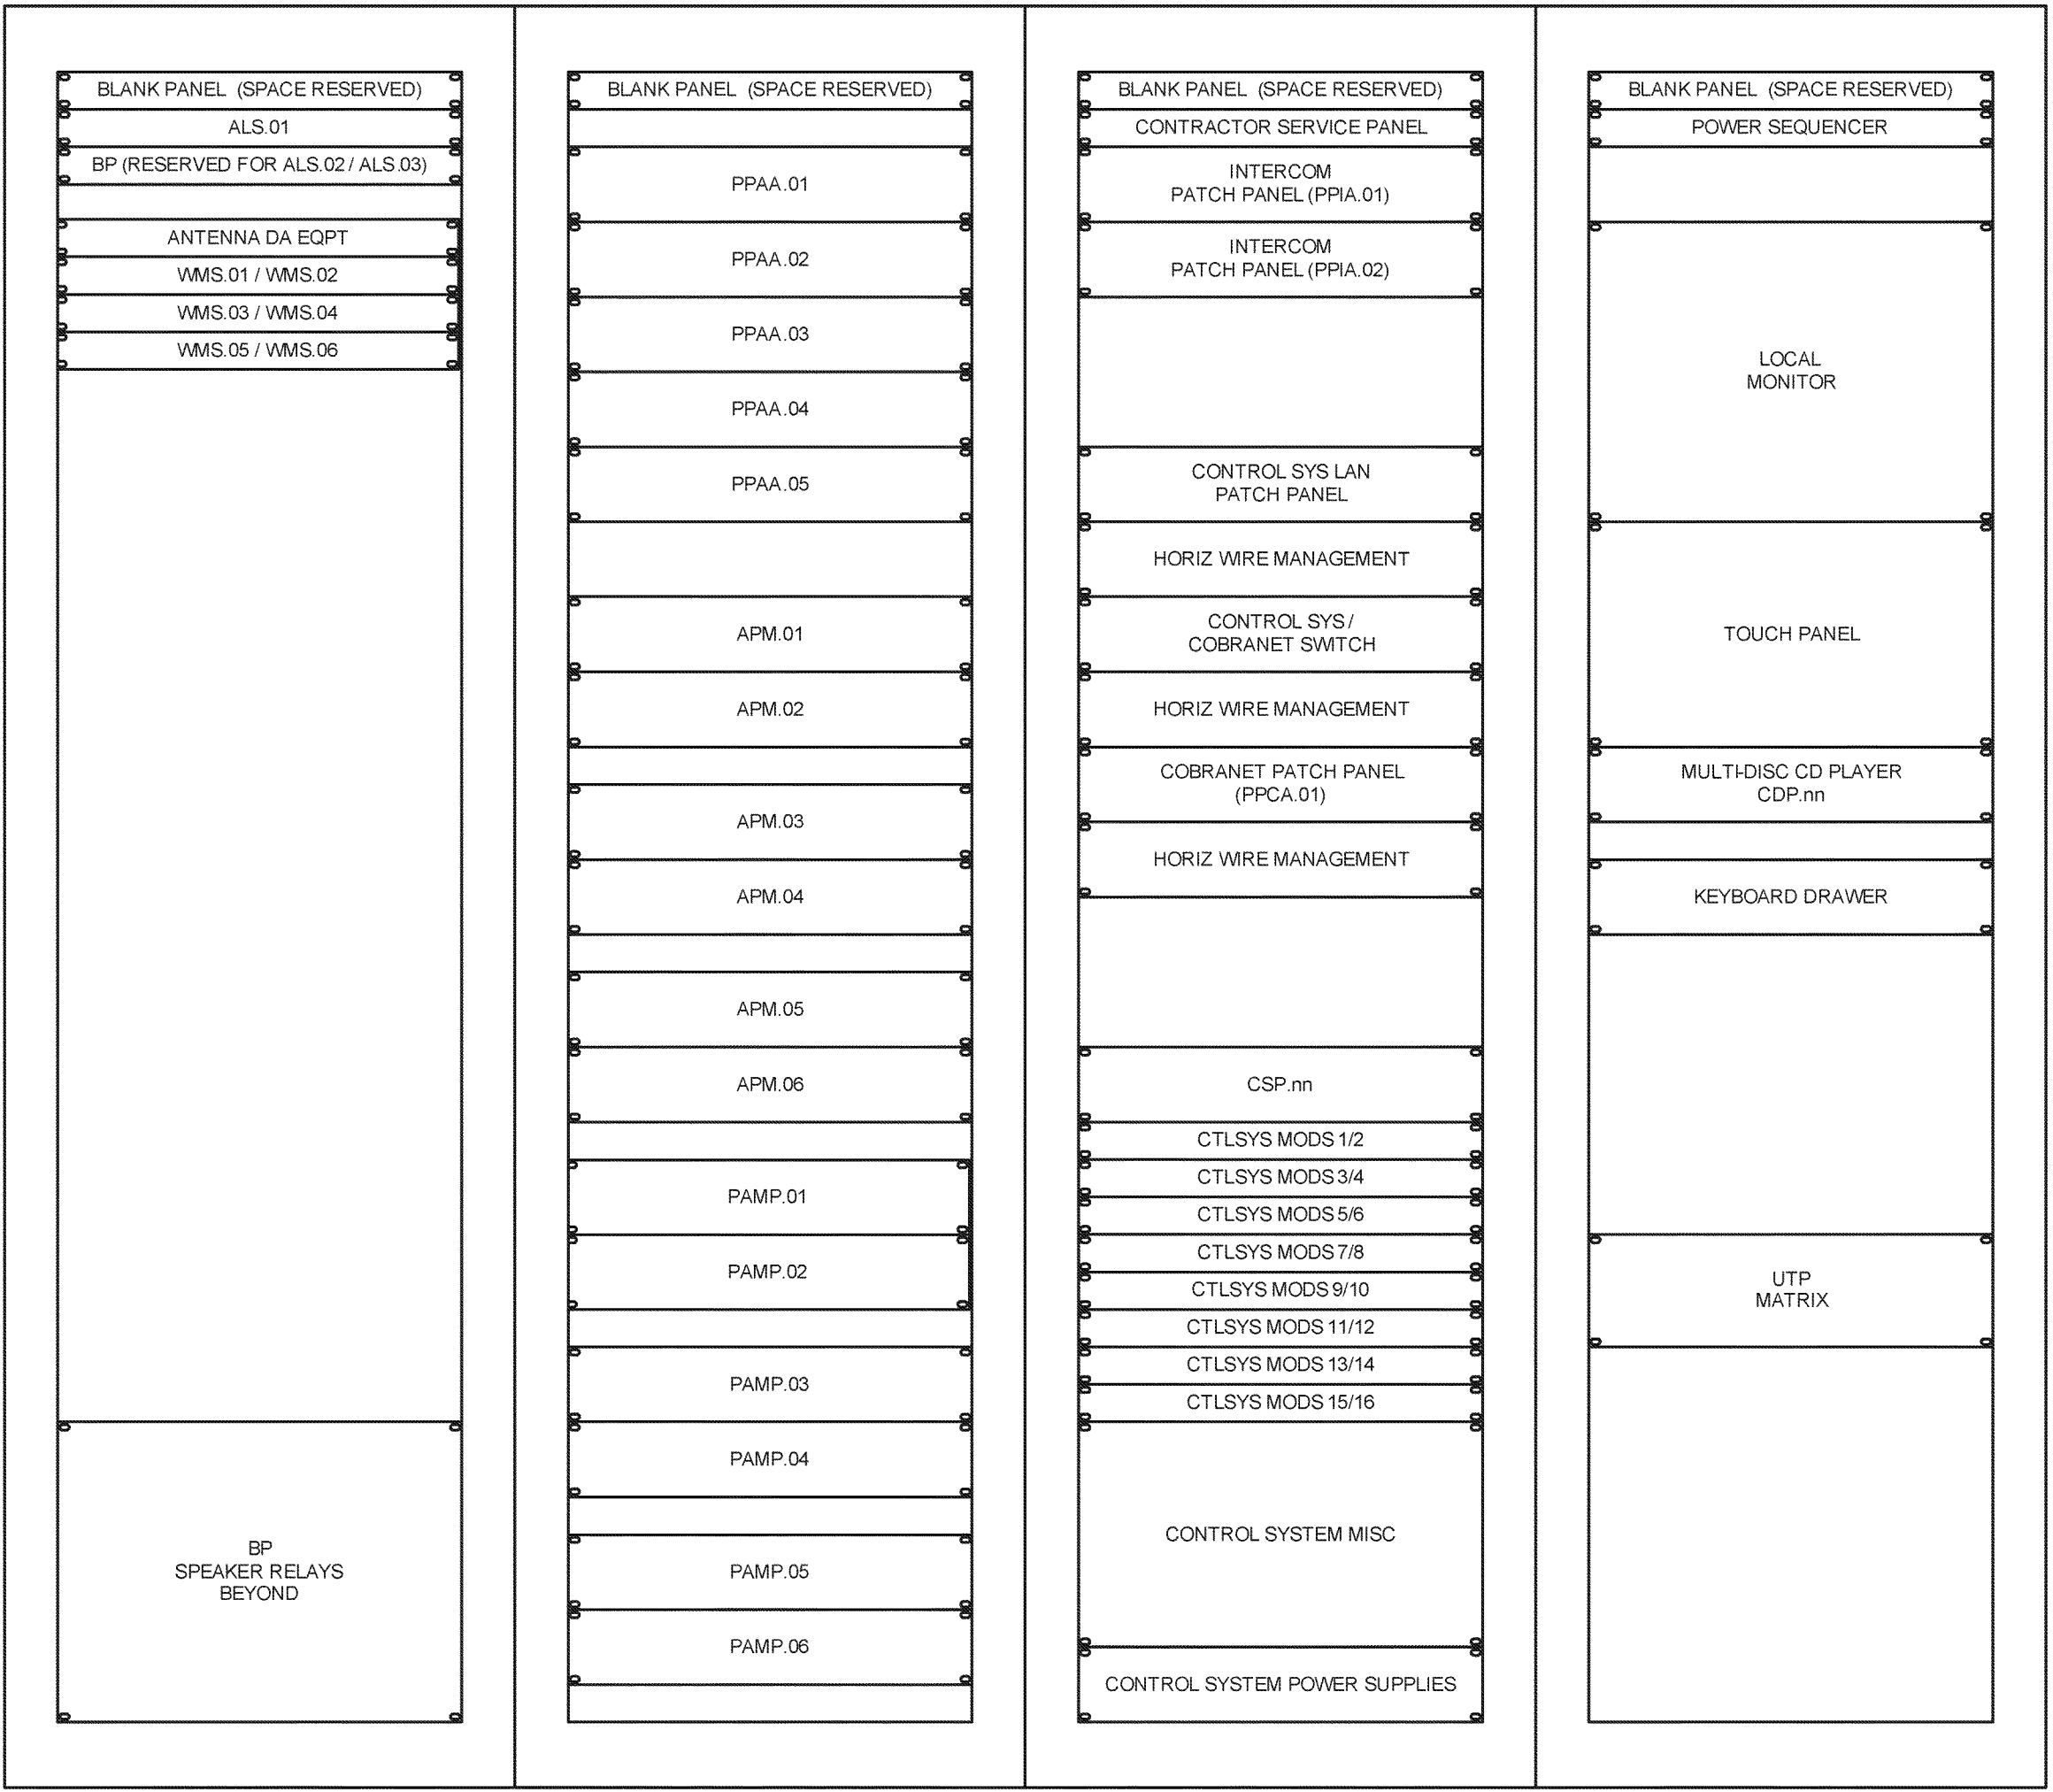 BLANK PANEL (SPACE RESERVED)
ALS.01
BP (RESERVED FOR ALS.02 / ALS.03)
ANTENNA DA EQPT
WMS.01 / WMS.02
WMS.03 / WMS.04
WMS.05 / WMS.06
BP
SPEAKER RELAYS
BEYOND
BLANK PANEL (SPACE RESERVED)
PPAA.01
PPAA.02
PPAA.03
PPAA.04
PPAA.05
APM.01
APM.02
APM.03
APM.04
APM.05
APM.06
PAMP.01
PAMP.02
PAMP.03
PAMP.04
PAMP.05
PAMP.06
BLANK PANEL (SPACE RESERVED)
CONTRACTOR SERVICE PANEL
INTERCOM
PATCH PANEL (PPIA.01)
INTERCOM
PATCH PANEL (PPIA.02)
CONTROL SYS LAN
PATCH PANEL
HORIZ WIRE MANAGEMENT
CONTROL SYS /
COBRANET SWITCH
HORIZ WIRE MANAGEMENT
COBRANET PATCH PANEL
(PPCA.01)
HORIZ WIRE MANAGEMENT
CSP.nn
CTLSYS MODS 1/2
CTLSYS MODS 3/4
CTLSYS MODS 5/6
CTLSYS MODS 7/8
CTLSYS MODS 9/10
CTLSYS MODS 11/12
CTLSYS MODS 13/14
CTLSYS MODS 15/16
CONTROL SYSTEM MISC
CONTROL SYSTEM POWER SUPPLIES
BLANK PANEL (SPACE RESERVED)
POWER SEQUENCER
LOCAL
MONITOR
TOUCH PANEL
MULTI-DISC CD PLAYER
CDP.nn
KEYBOARD DRAWER
UTP
MATRIX